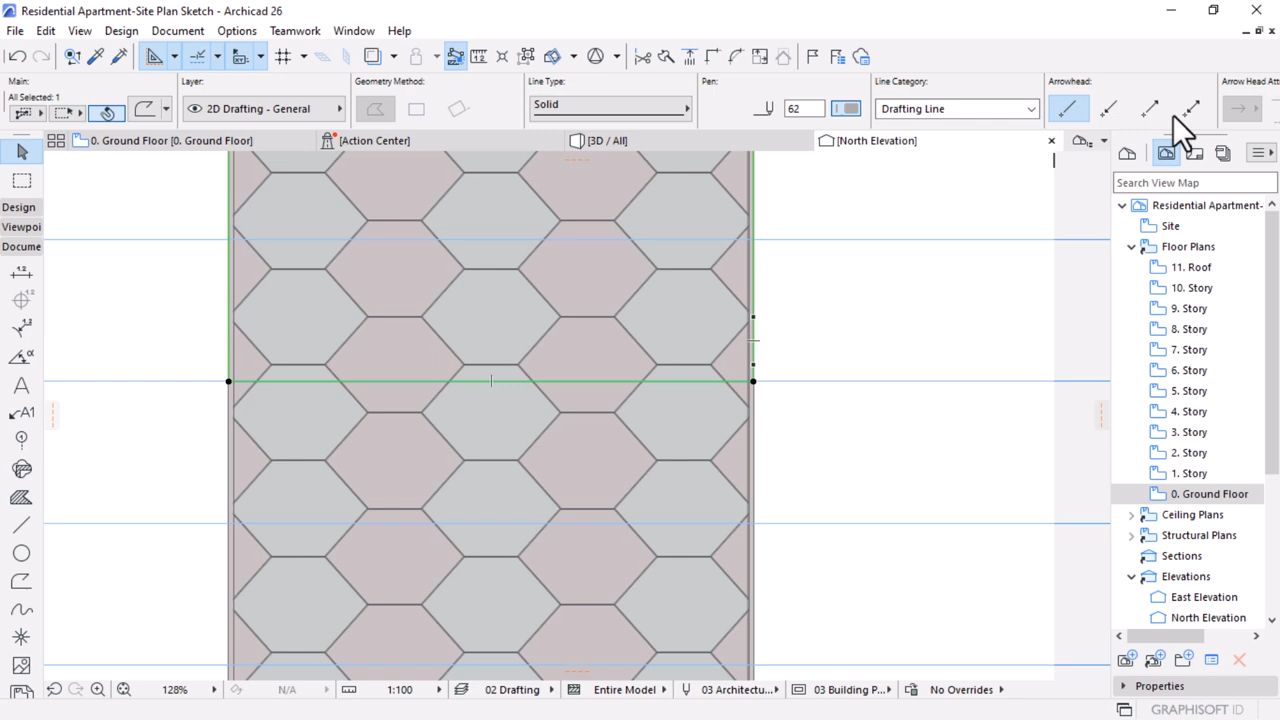 Residential Apartment-Site Plan Sketch - Archicad 26
File Edit View Design Document Options Teamwork Window Help
Main: Layer: Geometry Method: Line Type: Pen: Line Category: Arrowhead: Arrow Head Att
All Selected: 1
2D Drafting - General Solid 62 Drafting Line
0. Ground Floor [0. Ground Floor] [Action Center] [3D / All] [North Elevation]
Search View Map
Design
Viewpoi
Docume
1.2
1.2
A
A1
Residential Apartment-
Site
Floor Plans
11. Roof
10. Story
9. Story
8. Story
7. Story
6. Story
5. Story
4. Story
3. Story
2. Story
1. Story
0. Ground Floor
Ceiling Plans
Structural Plans
Sections
Elevations
East Elevation
North Elevation
Properties
128% N/A 1:100 02 Drafting Entire Model 03 Architectu... 03 Building P... No Overrides
GRAPHISOFT ID